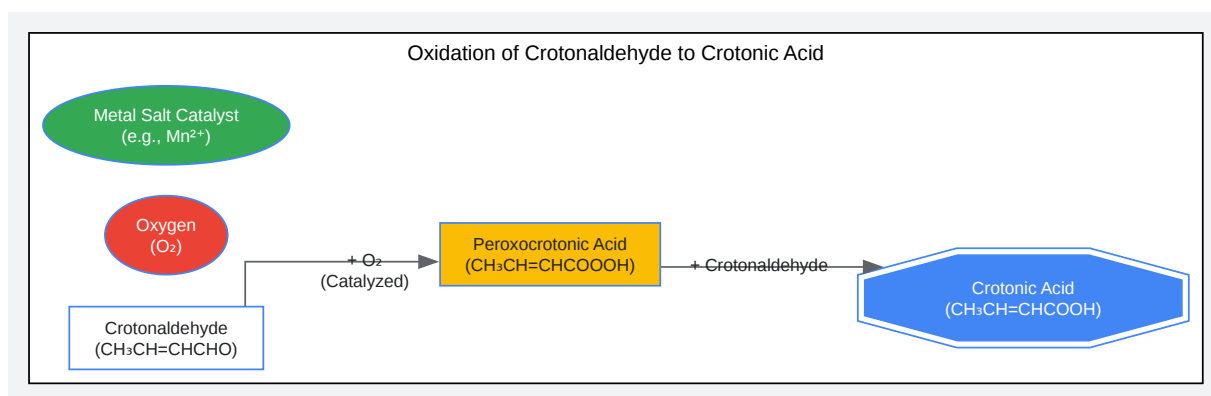 Oxidation of Crotonaldehyde to Crotonic Acid
Metal Salt Catalyst
(e.g., Mn²⁺)
Oxygen
(O₂)
Crotonaldehyde
(CH₃CH=CHCHO)
+ O₂
(Catalyzed)
Peroxocrotonic Acid
(CH₃CH=CHCOOOH)
+ Crotonaldehyde
Crotonic Acid
(CH₃CH=CHCOOH)